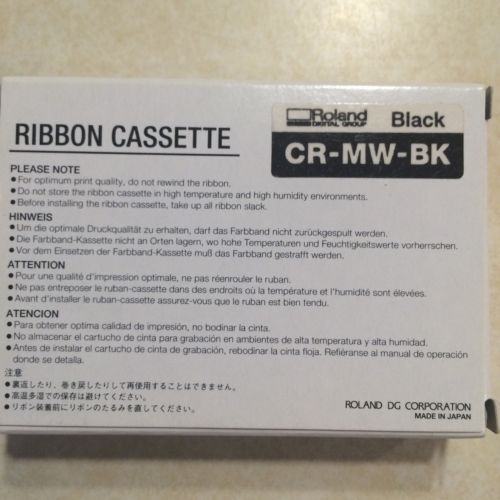 Roland
DIGITAL GROUP
Black
CR-MW-BK
RIBBON CASSETTE
PLEASE NOTE
● For optimum print quality, do not rewind the ribbon.
● Do not store the ribbon cassette in high temperature and high humidity environments.
● Before installing the ribbon cassette, take up all ribbon slack.
HINWEIS
● Um die optimale Druckqualität zu erhalten, darf das Farbband nicht zurückgespult werden.
● Die Farbband-Kassette nicht an Orten lagern, wo hohe Temperaturen und Feuchtigkeitswerte vorherrschen.
● Vor dem Einsetzen der Farbband-Kassette muß das Farbband gestrafft werden.
ATTENTION
● Pour une qualité d'impression optimale, ne pas réenrouler le ruban.
● Ne pas entreposer le ruban-cassette dans des endroits où la température et l'humidité sont élevées.
● Avant d'installer le ruban-cassette assurez-vous que le ruban est bien tendu.
ATENCION
● Para obtener optima calidad de impresión, no bodinar la cinta.
● No almacenar el cartucho de cinta para grabación en ambientes de alta temperatura y alta humidad.
● Antes de instalar el cartucho de cinta de grabación, rebodinar la cinta floja. Refiéranse al manual de operación
donde se detalla.
注意
● 裏返したり、巻き戻したりして再使用することはできません。
● 高温多湿での保存は避けてください。
● リボン装着前にリボンのたるみを直してください。
ROLAND DG CORPORATION
MADE IN JAPAN